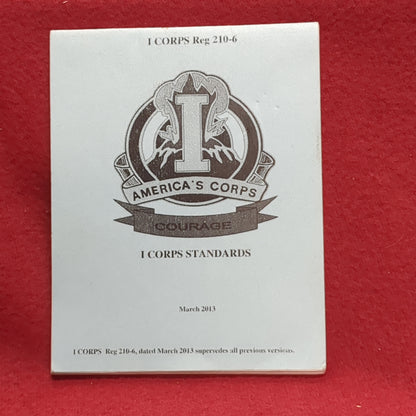 I CORPS Reg 210-6
I
AMERICA'S CORPS
COURAGE
I CORPS STANDARDS
March 2013
I CORPS Reg 210-6, dated March 2013 supersedes all previous versions.